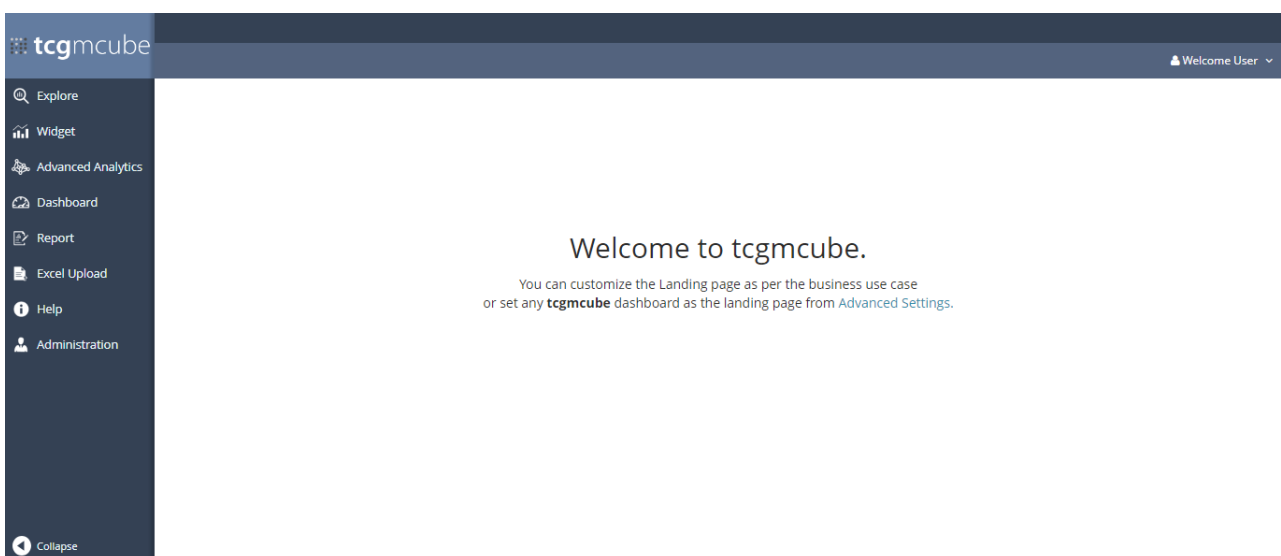 tcgmcube
Welcome User
Explore
Widget
Advanced Analytics
Dashboard
Report
Excel Upload
Help
Administration
Collapse
Welcome to tcgmcube.
You can customize the Landing page as per the business use case
or set any tcgmcube dashboard as the landing page from Advanced Settings.